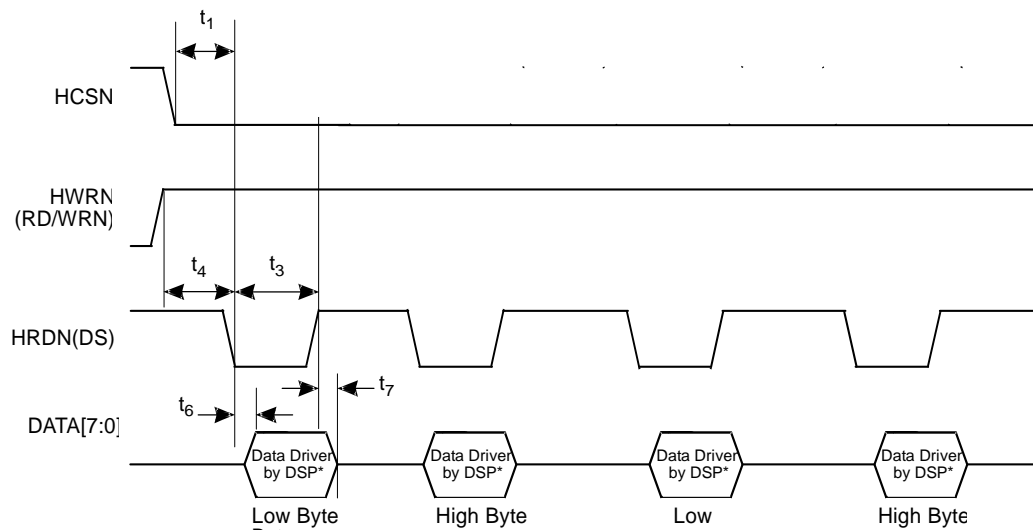 t1
HCSN
HWRN
(RD/WRN)
t4
t3
HRDN(DS)
t7
t6
DATA[7:0]
Data Driver
by DSP*
Data Driver
by DSP*
Data Driver
by DSP*
Data Driver
by DSP*
Low Byte
High Byte
Low
High Byte